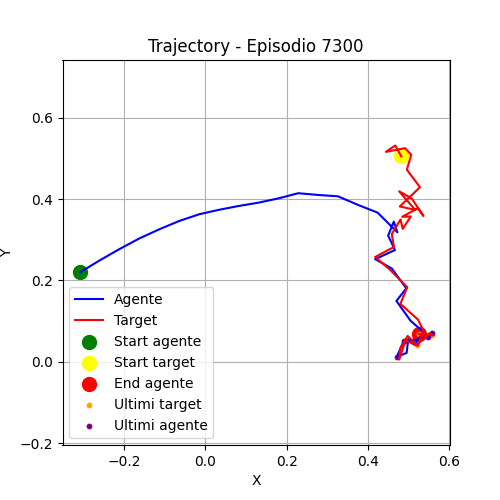 Trajectory - Episodio 7300
Y
0.6
0.4
0.2
0.0
−0.2
Agente
Target
Start agente
Start target
End agente
Ultimi target
Ultimi agente
−0.2
0.0
0.2
0.4
0.6
X